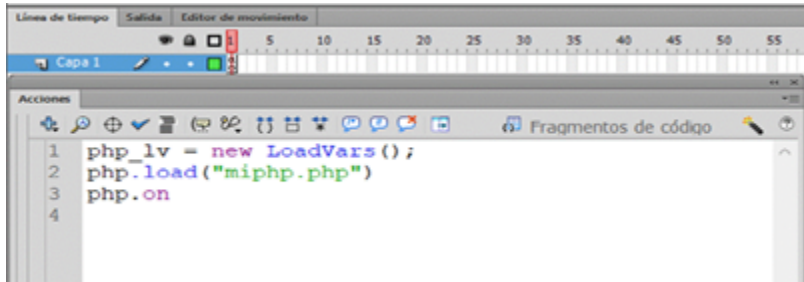 Línea de tiempo Salida Editor de movimiento
1 5 10 15 20 25 30 35 40 45 50 55
Capa 1
Acciones
Fragmentos de código
1 php_lv = new LoadVars();
2 php.load("miphp.php")
3 php.on
4